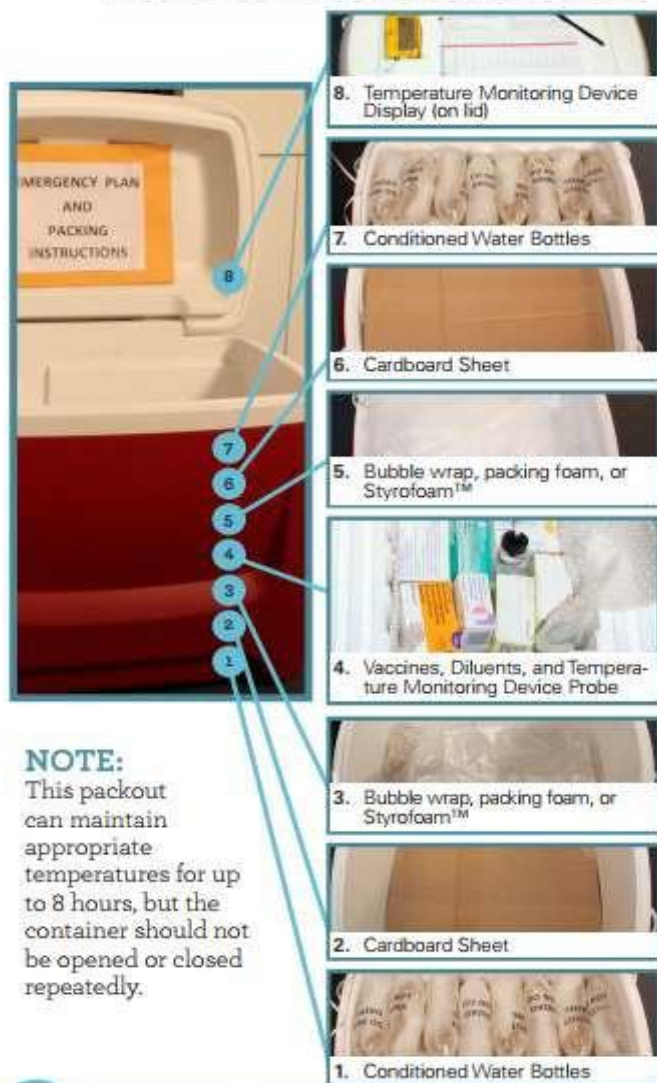 EMERGENCY PLAN
AND
PACKING
INSTRUCTIONS
8
7
6
5
4
3
2
1
8. Temperature Monitoring Device
Display (on lid)
7. Conditioned Water Bottles
6. Cardboard Sheet
5. Bubble wrap, packing foam, or
Styrofoam™
4. Vaccines, Diluents, and Tempera-
ture Monitoring Device Probe
3. Bubble wrap, packing foam, or
Styrofoam™
2. Cardboard Sheet
1. Conditioned Water Bottles
NOTE:
This packout
can maintain
appropriate
temperatures for up
to 8 hours, but the
container should not
be opened or closed
repeatedly.